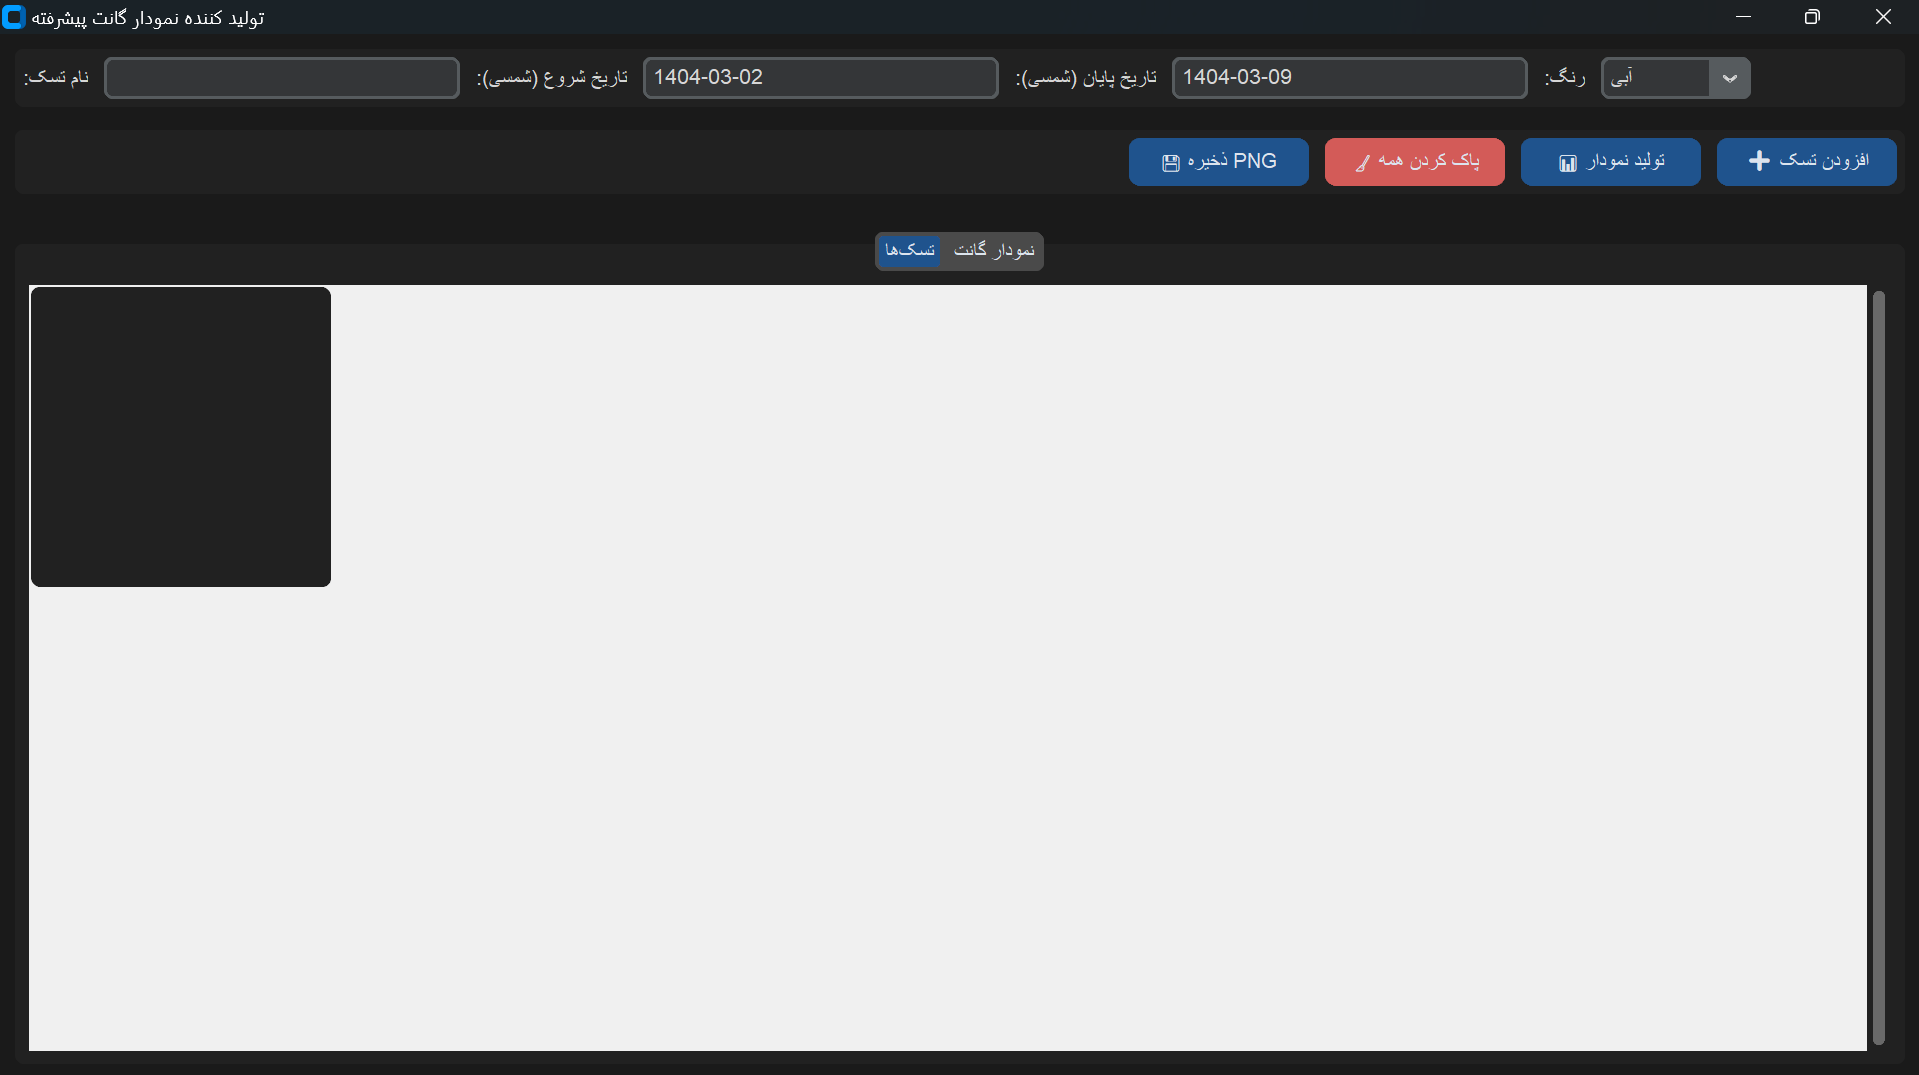 تولید کننده نمودار گانت پیشرفته
نام تسک:
تاریخ شروع (شمسی): 1404-03-02
تاریخ پایان (شمسی): 1404-03-09
رنگ: آبی
افزودن تسک
تولید نمودار
پاک کردن همه
ذخیره PNG
تسک‌ها
نمودار گانت